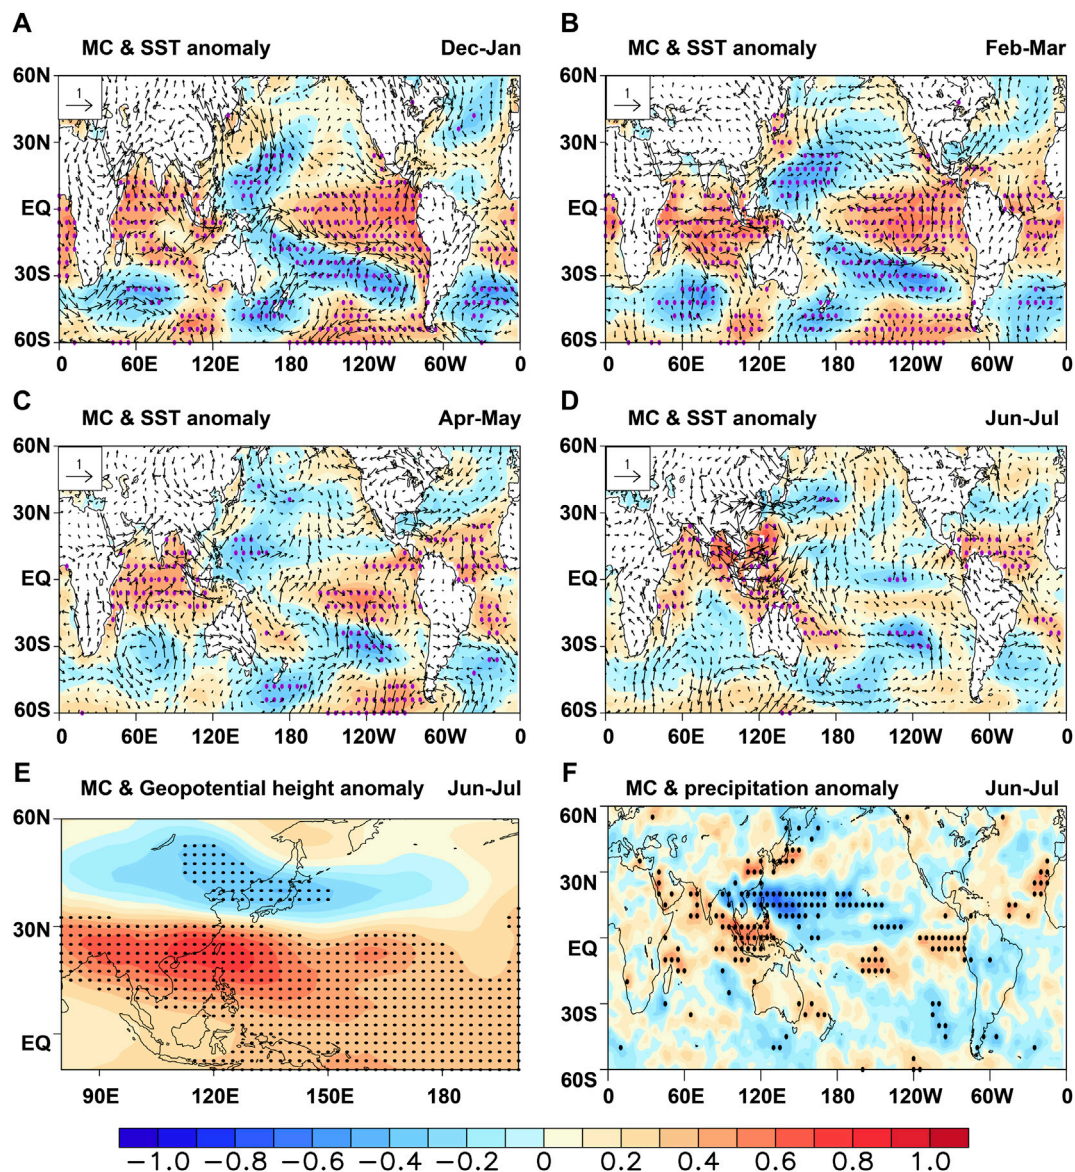 A B
MC & SST anomaly Dec-Jan MC & SST anomaly Feb-Mar
60N 60N
1 1
30N 30N
EQ EQ
30S 30S
60S 60S
0 60E 120E 180 120W 60W 0 0 60E 120E 180 120W 60W 0
C D
MC & SST anomaly Apr-May MC & SST anomaly Jun-Jul
60N 60N
1 1
30N 30N
EQ EQ
30S 30S
60S 60S
0 60E 120E 180 120W 60W 0 0 60E 120E 180 120W 60W 0
E F
MC & Geopotential height anomaly Jun-Jul MC & precipitation anomaly Jun-Jul
60N 60N
30N 30N
EQ EQ
30S
60S
90E 120E 150E 180 0 60E 120E 180 120W 60W 0
−1.0 −0.8 −0.6 −0.4 −0.2 0 0.2 0.4 0.6 0.8 1.0